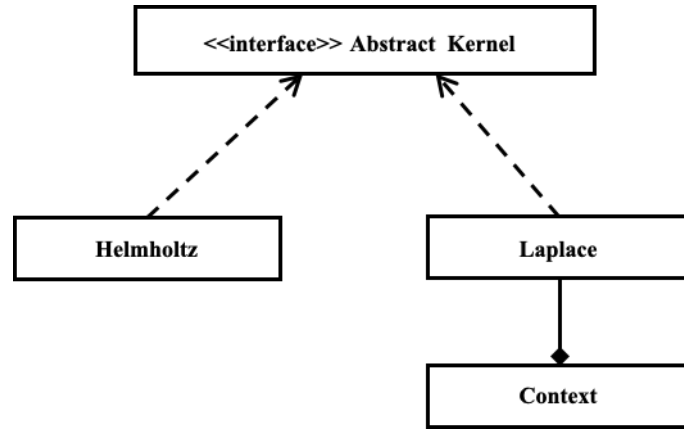 <<interface>> Abstract Kernel
Helmholtz
Laplace
Context